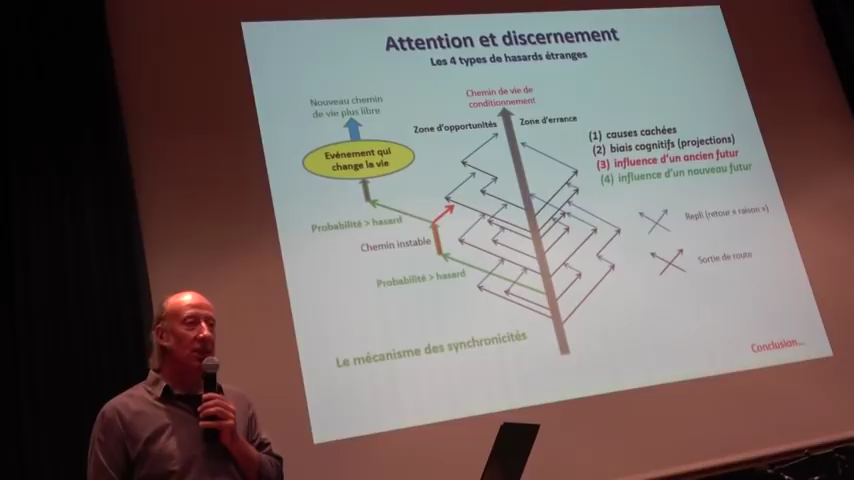 Attention et discernement
Les 4 types de hasards étranges
Nouveau chemin
de vie plus libre
Chemin de vie de
conditionnement
Zone d'opportunités
Zone d'errance
Evénement qui
change la vie
(1) causes cachées
(2) biais cognitifs (projections)
(3) influence d'un ancien futur
(4) influence d'un nouveau futur
Probabilité > hasard
Chemin instable
Repli (retour « raison »)
Probabilité > hasard
Sortie de route
Le mécanisme des synchronicités
Conclusion...